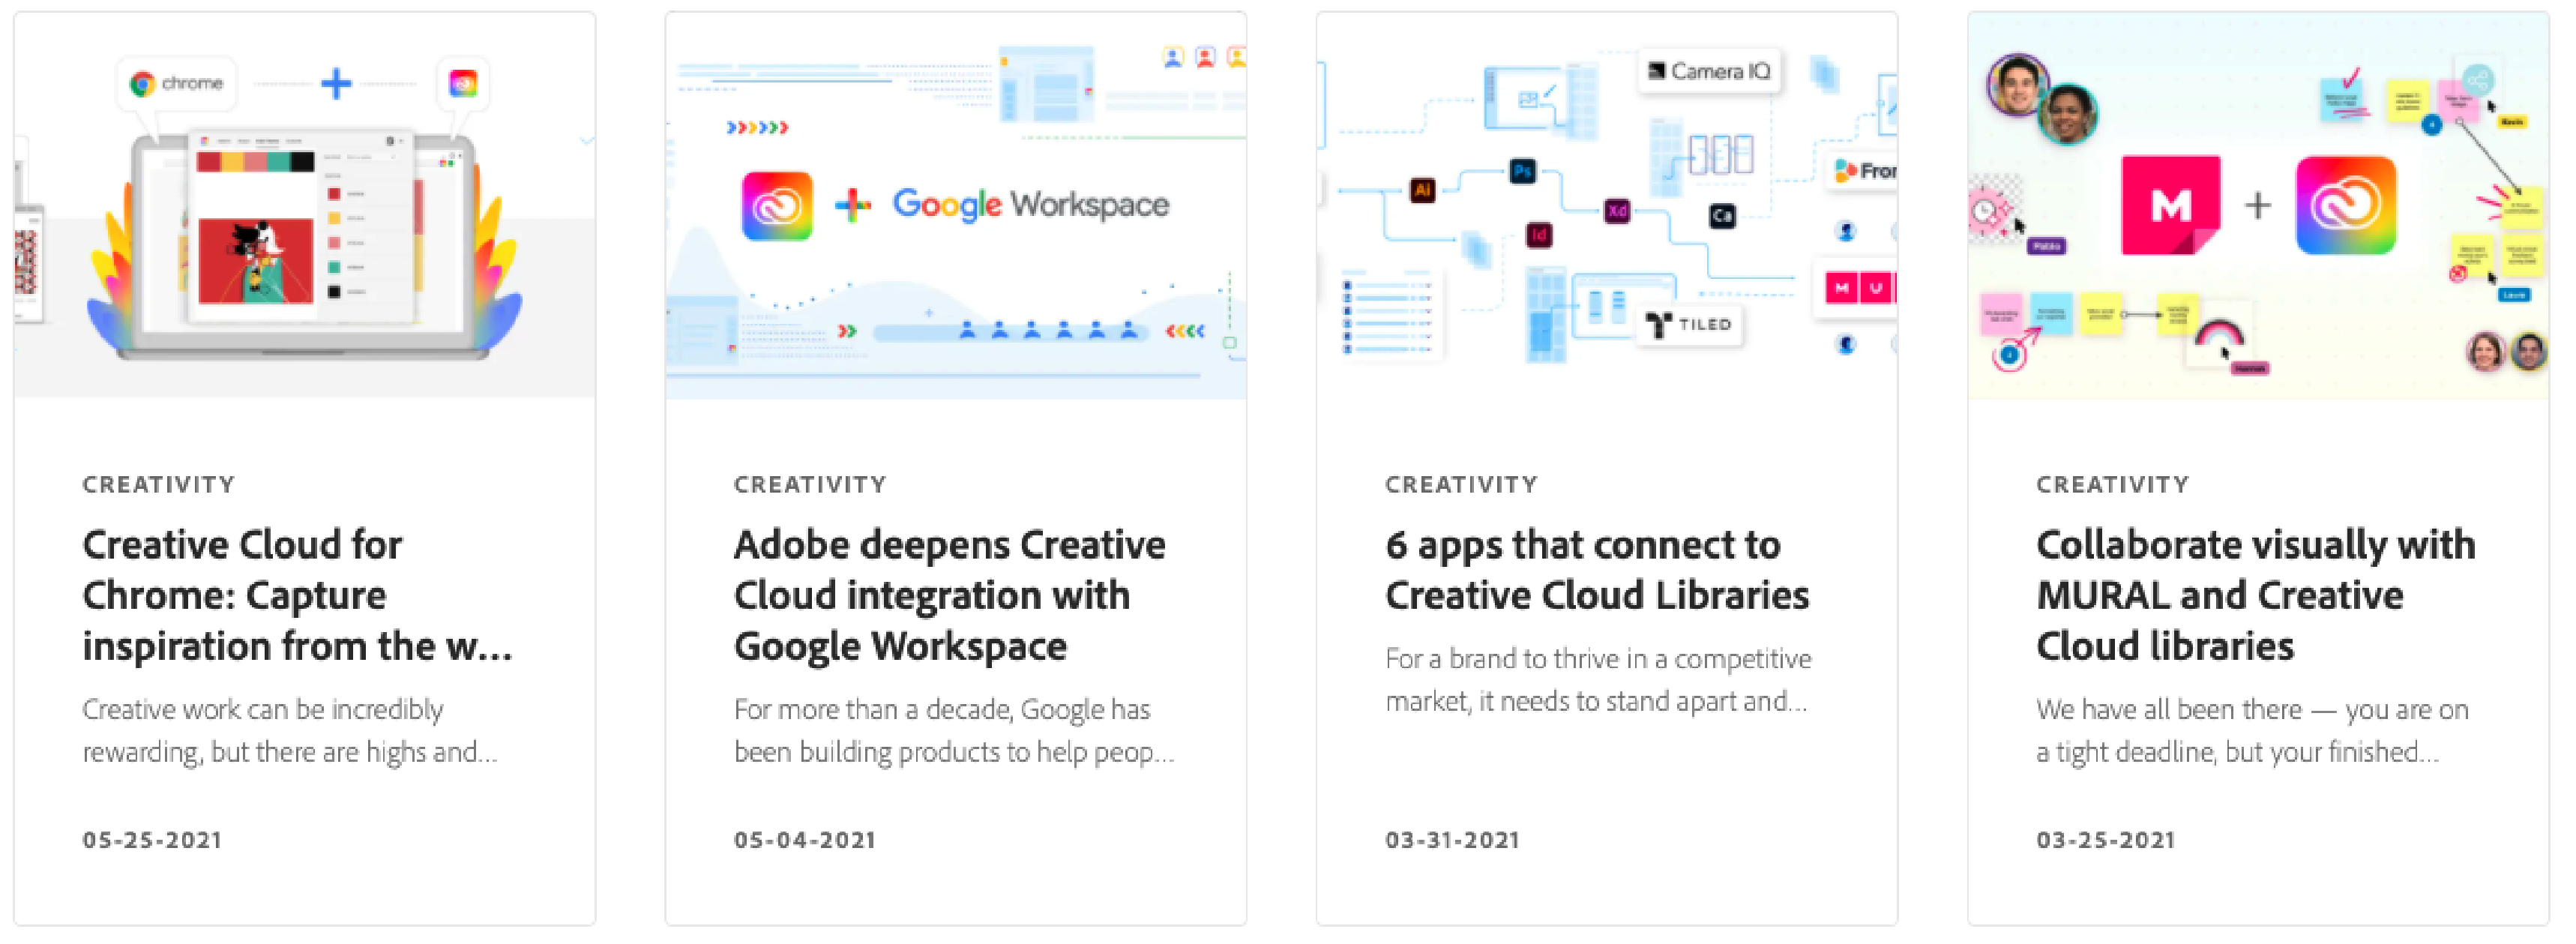 chrome
CREATIVITY
Creative Cloud for
Chrome: Capture
inspiration from the w...
Creative work can be incredibly
rewarding, but there are highs and...
05-25-2021
Google Workspace
CREATIVITY
Adobe deepens Creative
Cloud integration with
Google Workspace
For more than a decade, Google has
been building products to help peop...
05-04-2021
Camera IQ
Ai
Ps
Xd
Id
Ca
Fron
M U
TILED
CREATIVITY
6 apps that connect to
Creative Cloud Libraries
For a brand to thrive in a competitive
market, it needs to stand apart and...
03-31-2021
M
Kevin
Pablo
Laura
Hannah
CREATIVITY
Collaborate visually with
MURAL and Creative
Cloud libraries
We have all been there — you are on
a tight deadline, but your finished...
03-25-2021